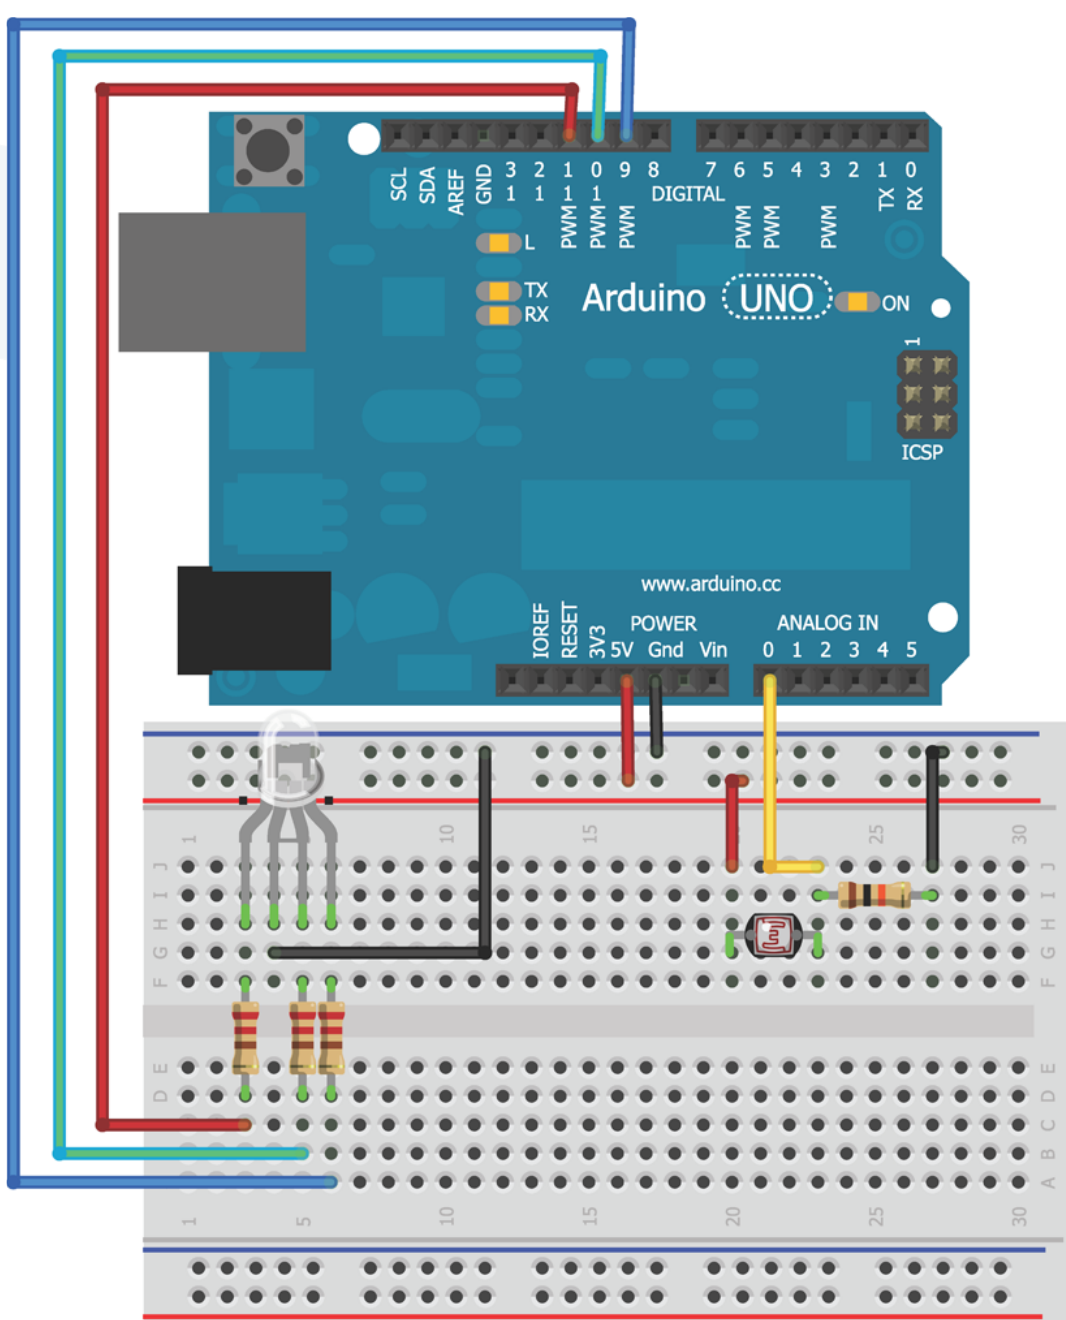 SCL SDA AREF GND 13 12 PWM 11 PWM 10 PWM 9 8 7 PWM 6 PWM 5 4 PWM 3 2 TX 1 RX 0
DIGITAL
L
TX
RX
Arduino UNO
ON
1
ICSP
www.arduino.cc
POWER ANALOG IN
IOREF RESET 3V3 5V Gnd Vin 0 1 2 3 4 5
1 10 15 25 30
J J
I I
H H
G G
F F
E E
D D
C C
B B
A
1 5 10 15 20 25 30